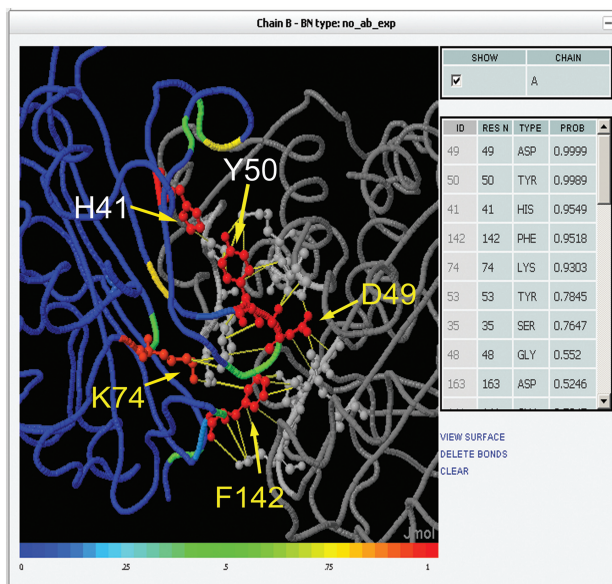 Chain B - BN type: no_ab_exp
SHOW CHAIN
A
ID RES N TYPE PROB
49 49 ASP 0.9999
50 50 TYR 0.9989
41 41 HIS 0.9549
142 142 PHE 0.9518
74 74 LYS 0.9303
53 53 TYR 0.7845
35 35 SER 0.7647
48 48 GLY 0.552
163 163 ASP 0.5246
VIEW SURFACE
DELETE BONDS
CLEAR
Y50
H41
D49
K74
F142
Jmol
0 .25 .5 .75 1